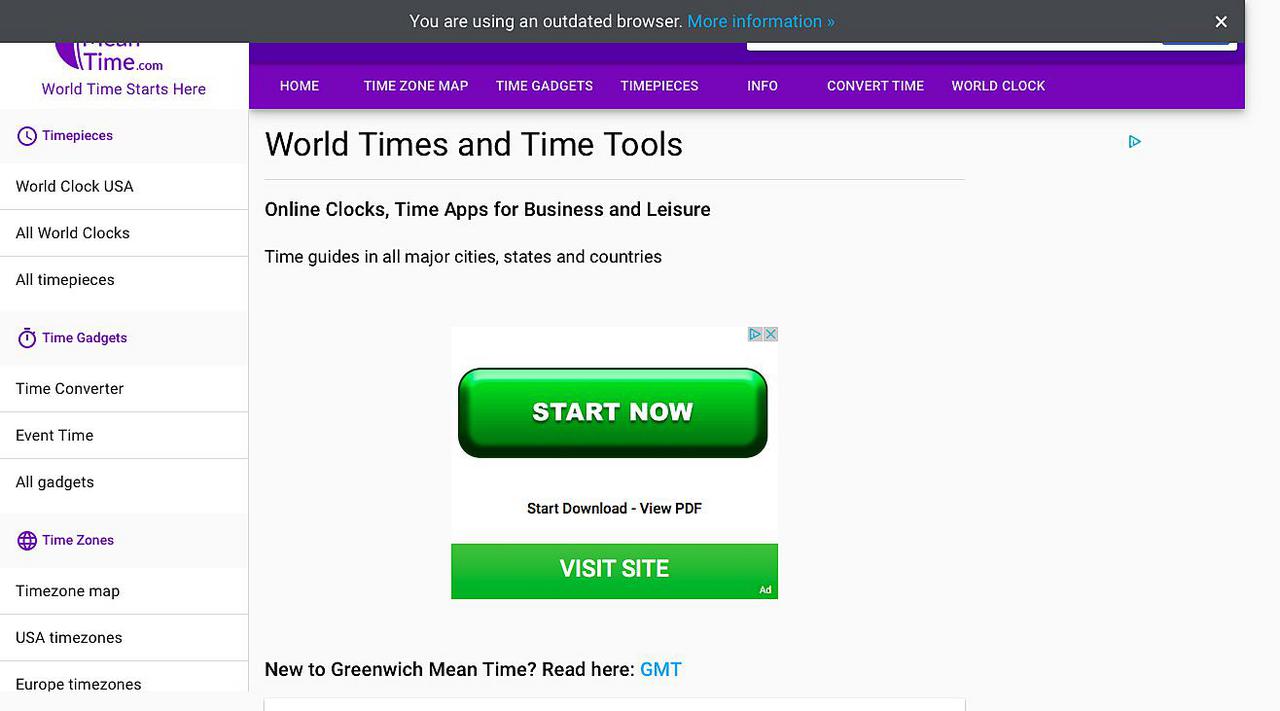 You are using an outdated browser. More information »
Mean
Time.com
World Time Starts Here
HOME TIME ZONE MAP TIME GADGETS TIMEPIECES INFO CONVERT TIME WORLD CLOCK
Timepieces
World Clock USA
All World Clocks
All timepieces
Time Gadgets
Time Converter
Event Time
All gadgets
Time Zones
Timezone map
USA timezones
Europe timezones
World Times and Time Tools
Online Clocks, Time Apps for Business and Leisure
Time guides in all major cities, states and countries
START NOW
Start Download - View PDF
VISIT SITE
Ad
New to Greenwich Mean Time? Read here: GMT